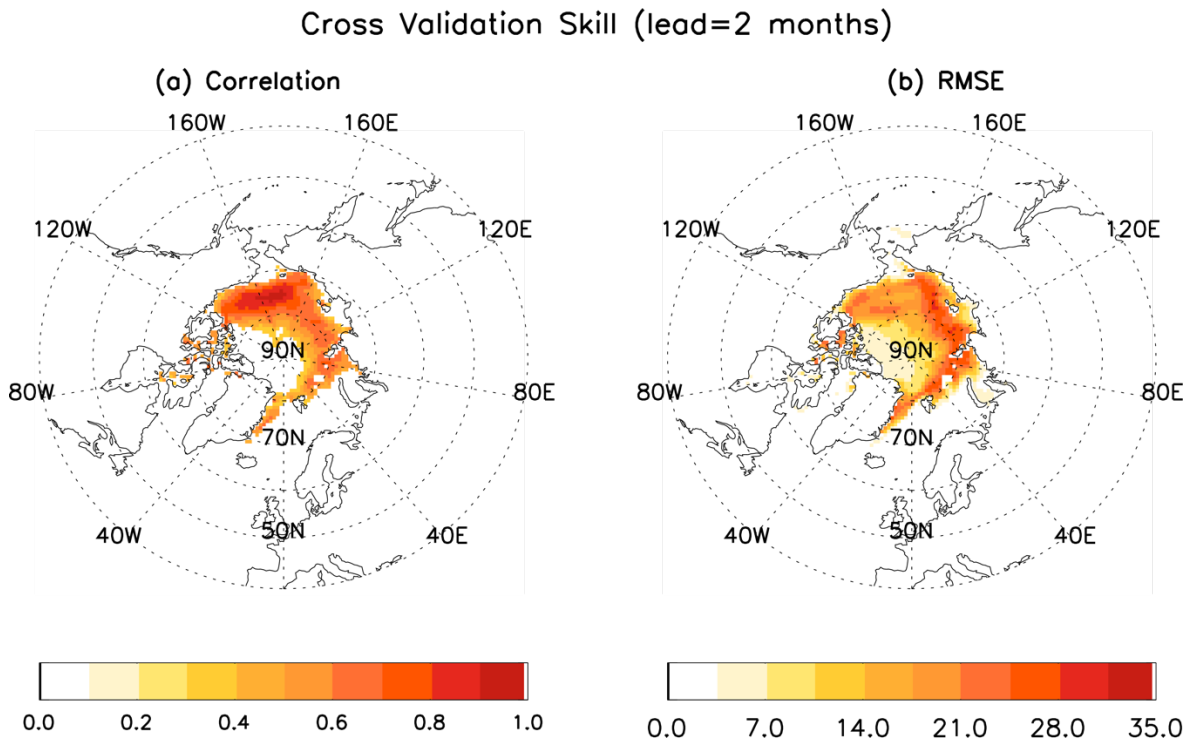 Cross Validation Skill (lead=2 months)
(a) Correlation
160W 160E
120W 120E
90N
80W 80E
70N
40W 50N 40E
0.0 0.2 0.4 0.6 0.8 1.0
(b) RMSE
160W 160E
120W 120E
90N
80W 80E
70N
40W 50N 40E
0.0 7.0 14.0 21.0 28.0 35.0